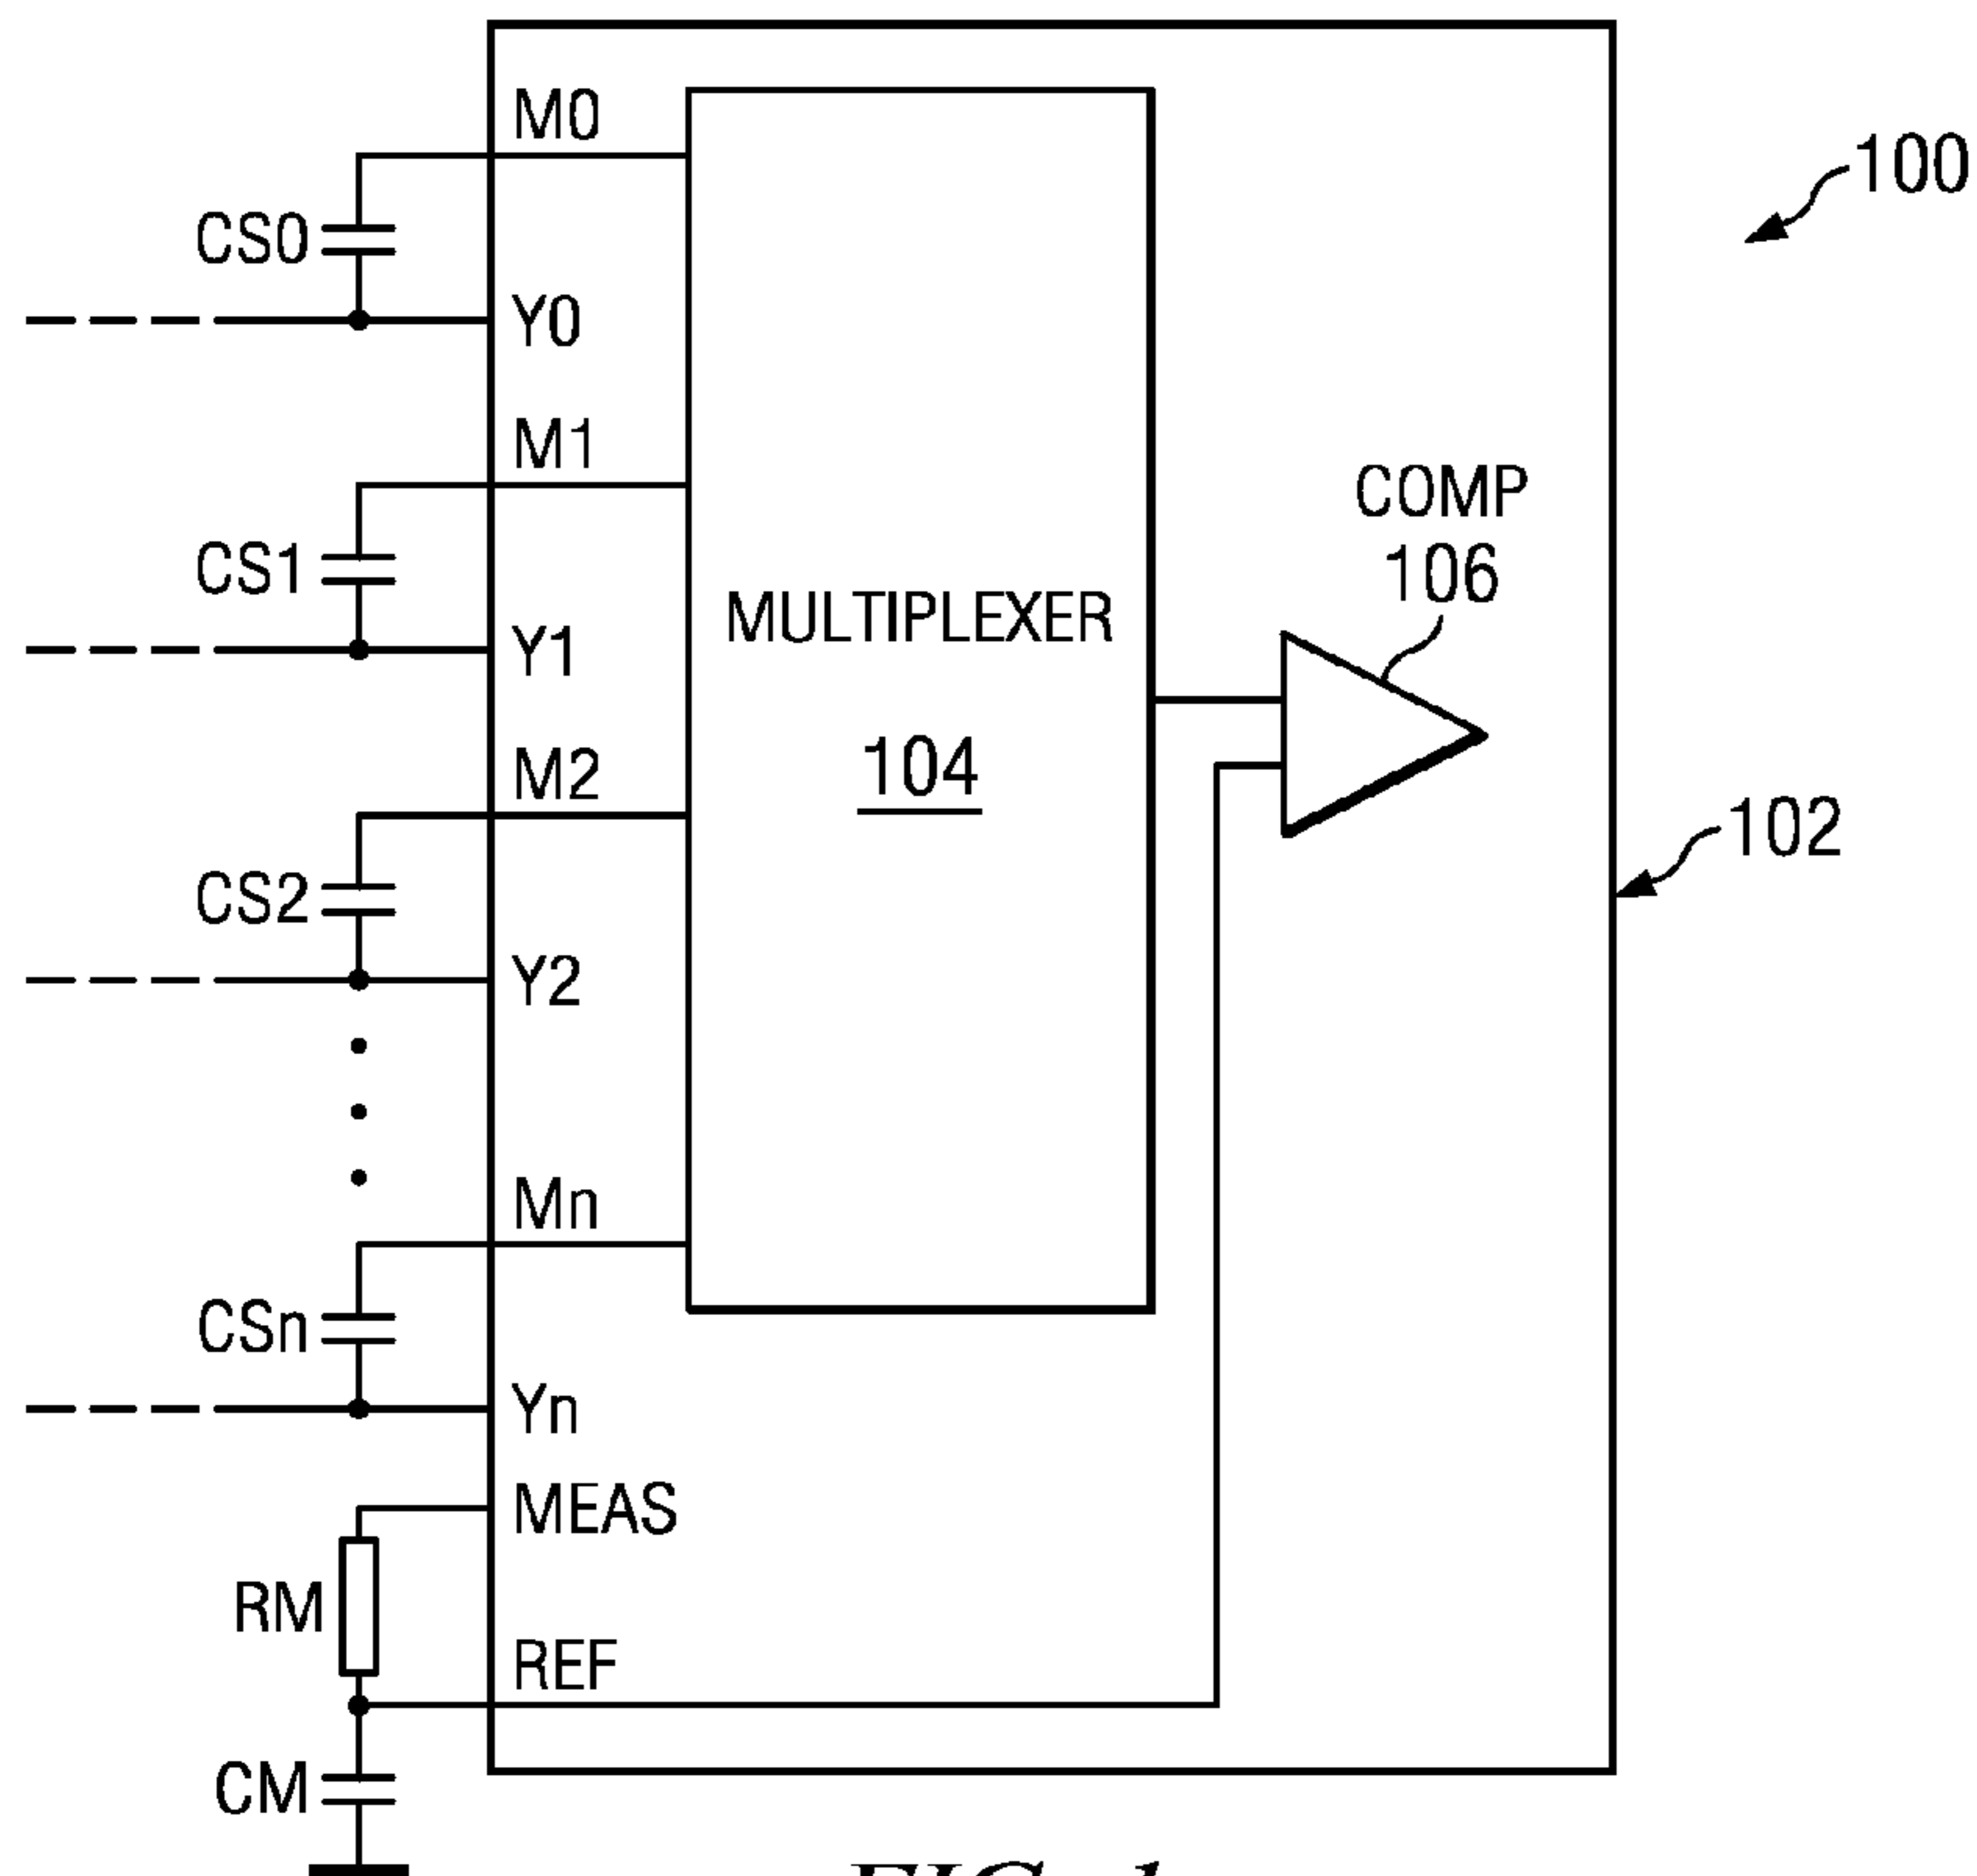 M0
100
CS0
Y0
M1
COMP
106
CS1
MULTIPLEXER
Y1
M2
104
102
CS2
Y2
Mn
CSn
Yn
MEAS
RM
REF
CM